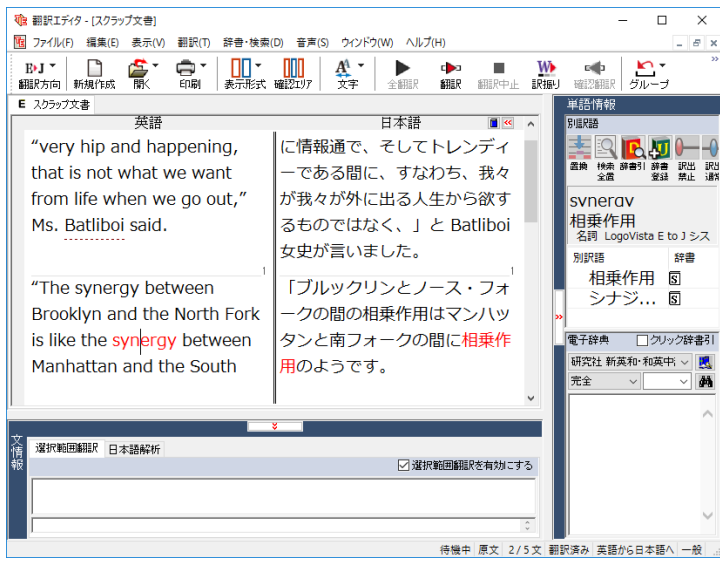 翻訳エディタ - [スクラップ文書]
ファイル(F) 編集(E) 表示(V) 翻訳(T) 辞書・検索(D) 音声(S) ウィンドウ(W) ヘルプ(H)
翻訳方向 新規作成 開く 印刷 表示形式 確認エリア 文字 全翻訳 翻訳 翻訳中止 訳振り 確認翻訳 グループ
E スクラップ文書
英語
“very hip and happening,
that is not what we want
from life when we go out,”
Ms. Batliboi said.
1
“The synergy between
Brooklyn and the North Fork
is like the synergy between
Manhattan and the South
日本語
に情報通で、そしてトレンディ
ーである間に、すなわち、我々
が我々が外に出る人生から欲す
るものではなく、」と Batliboi
女史が言いました。
1
「ブルックリンとノース・フォ
ークの間の相乗作用はマンハッ
タンと南フォークの間に相乗作
用のようです。
単語情報
別訳語
置換 検索 辞書引 辞書 訳出 訳出
全置 登録 禁止 通常
synergy
相乗作用
名詞 LogoVista E to J シス
別訳語 辞書
相乗作用 S
シナジ... S
電子辞典 クリック辞書引
研究社 新英和・和英中
完全
文情報
選択範囲翻訳 日本語解析
選択範囲翻訳を有効にする
待機中 原文 2/5文 翻訳済み 英語から日本語へ 一般